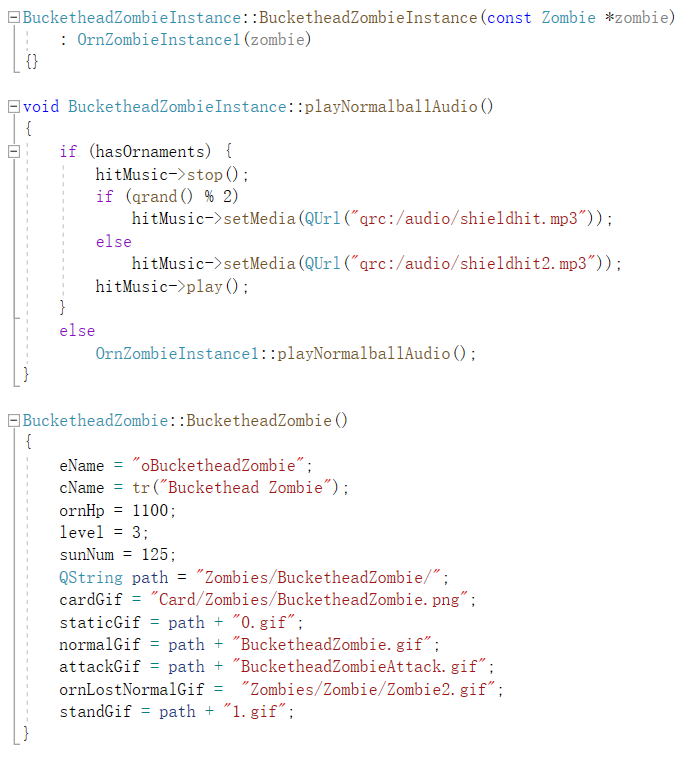 BucketheadZombieInstance::BucketheadZombieInstance(const Zombie *zombie)
    : OrnZombieInstance1(zombie)
{}

void BucketheadZombieInstance::playNormalballAudio()
{
    if (hasOrnaments) {
        hitMusic->stop();
        if (qrand() % 2)
            hitMusic->setMedia(QUrl("qrc:/audio/shieldhit.mp3"));
        else
            hitMusic->setMedia(QUrl("qrc:/audio/shieldhit2.mp3"));
        hitMusic->play();
    }
    else
        OrnZombieInstance1::playNormalballAudio();
}

BucketheadZombie::BucketheadZombie()
{
    eName = "oBucketheadZombie";
    cName = tr("Buckethead Zombie");
    ornHp = 1100;
    level = 3;
    sunNum = 125;
    QString path = "Zombies/BucketheadZombie/";
    cardGif = "Card/Zombies/BucketheadZombie.png";
    staticGif = path + "0.gif";
    normalGif = path + "BucketheadZombie.gif";
    attackGif = path + "BucketheadZombieAttack.gif";
    ornLostNormalGif =  "Zombies/Zombie/Zombie2.gif";
    standGif = path + "1.gif";
}